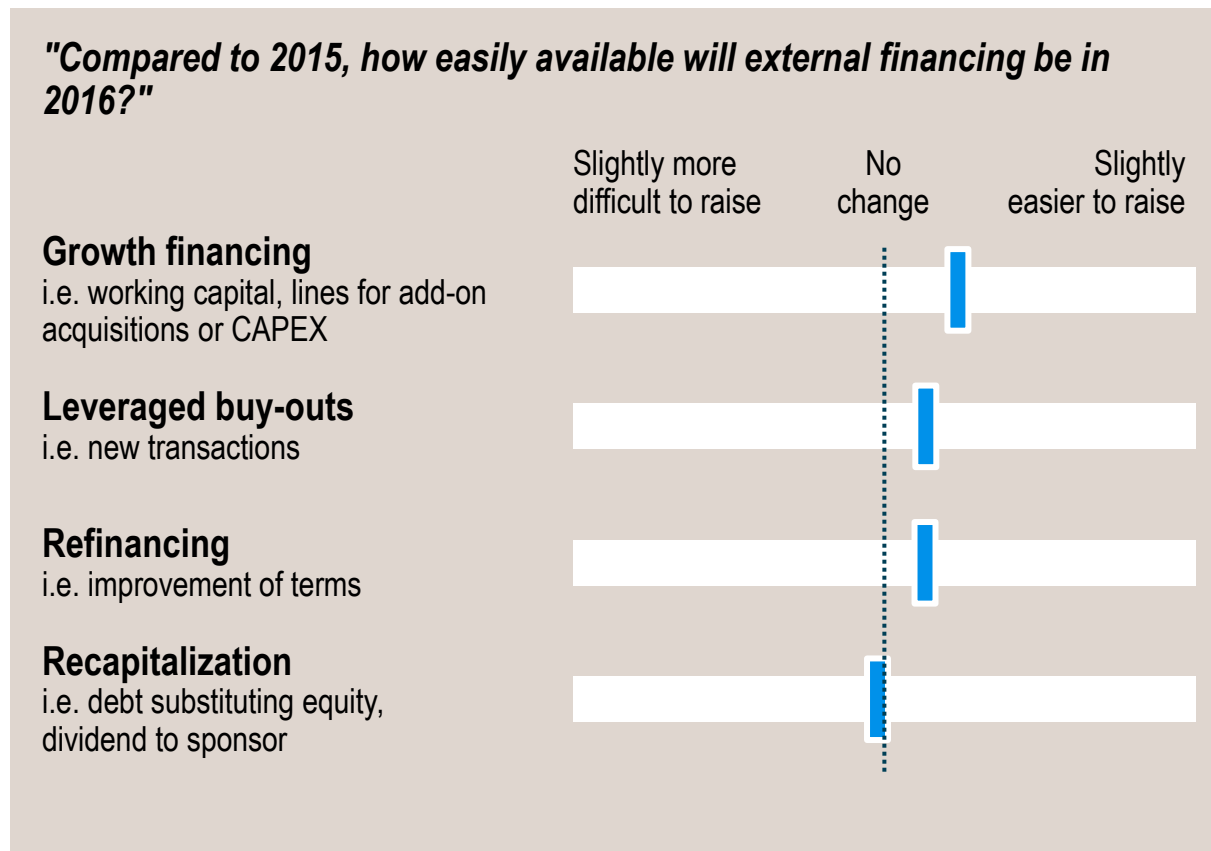 "Compared to 2015, how easily available will external financing be in
2016?"
Slightly more
difficult to raise
No
change
Slightly
easier to raise
Growth financing
i.e. working capital, lines for add-on
acquisitions or CAPEX
Leveraged buy-outs
i.e. new transactions
Refinancing
i.e. improvement of terms
Recapitalization
i.e. debt substituting equity,
dividend to sponsor